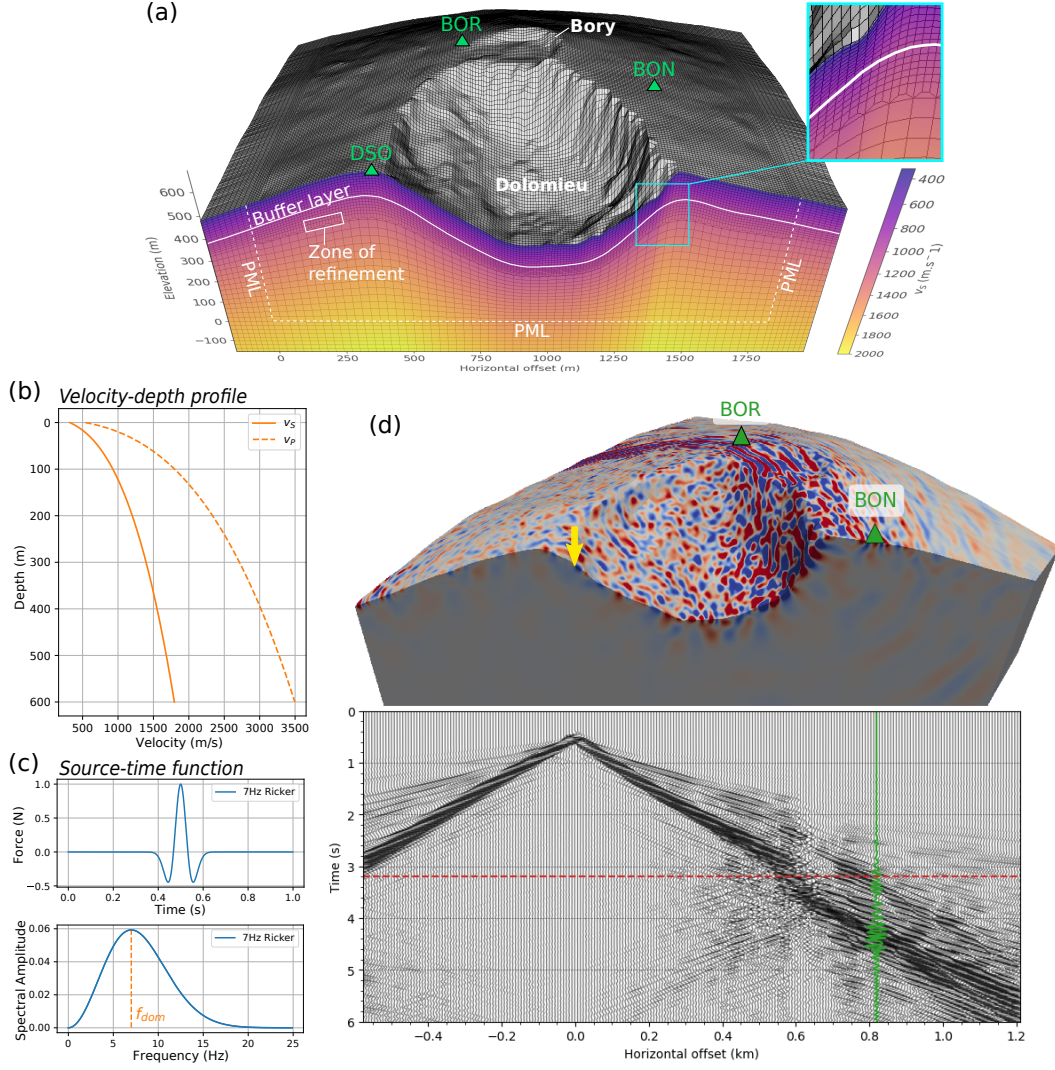 (a)
BOR
Bory
BON
DSO
Dolomieu
Buffer layer
Zone of
refinement
PML
PML
PML
600
500
400
300
200
100
0
−100
Elevation (m)
0
250
500
750
1000
1250
1500
1750
Horizontal offset (m)
400
600
800
1000
1200
1400
1600
1800
2000
vS (m.s−1)
(b)
Velocity-depth profile
0
100
200
300
400
500
600
Depth (m)
vS
vP
500 1000 1500 2000 2500 3000 3500
Velocity (m/s)
(c)
Source-time function
1.0
0.5
0.0
−0.5
Force (N)
7Hz Ricker
0.0 0.2 0.4 0.6 0.8 1.0
Time (s)
0.06
0.04
0.02
0.00
Spectral Amplitude
7Hz Ricker
fdom
0 5 10 15 20 25
Frequency (Hz)
(d)
BOR
BON
0
1
2
3
4
5
6
Time (s)
−0.4 −0.2 0.0 0.2 0.4 0.6 0.8 1.0 1.2
Horizontal offset (km)